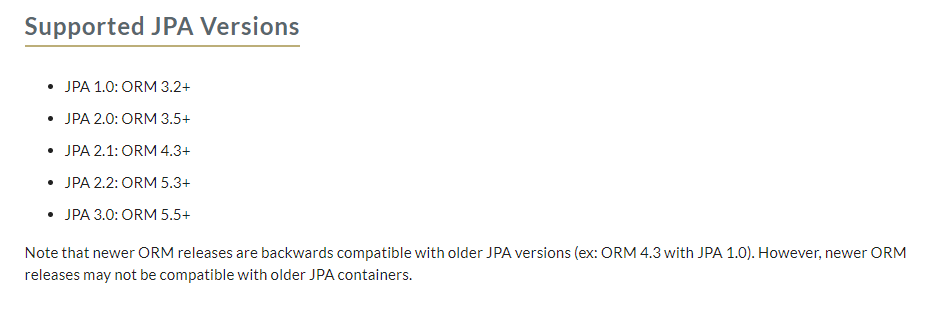 Supported JPA Versions
• JPA 1.0: ORM 3.2+
• JPA 2.0: ORM 3.5+
• JPA 2.1: ORM 4.3+
• JPA 2.2: ORM 5.3+
• JPA 3.0: ORM 5.5+
Note that newer ORM releases are backwards compatible with older JPA versions (ex: ORM 4.3 with JPA 1.0). However, newer ORM
releases may not be compatible with older JPA containers.